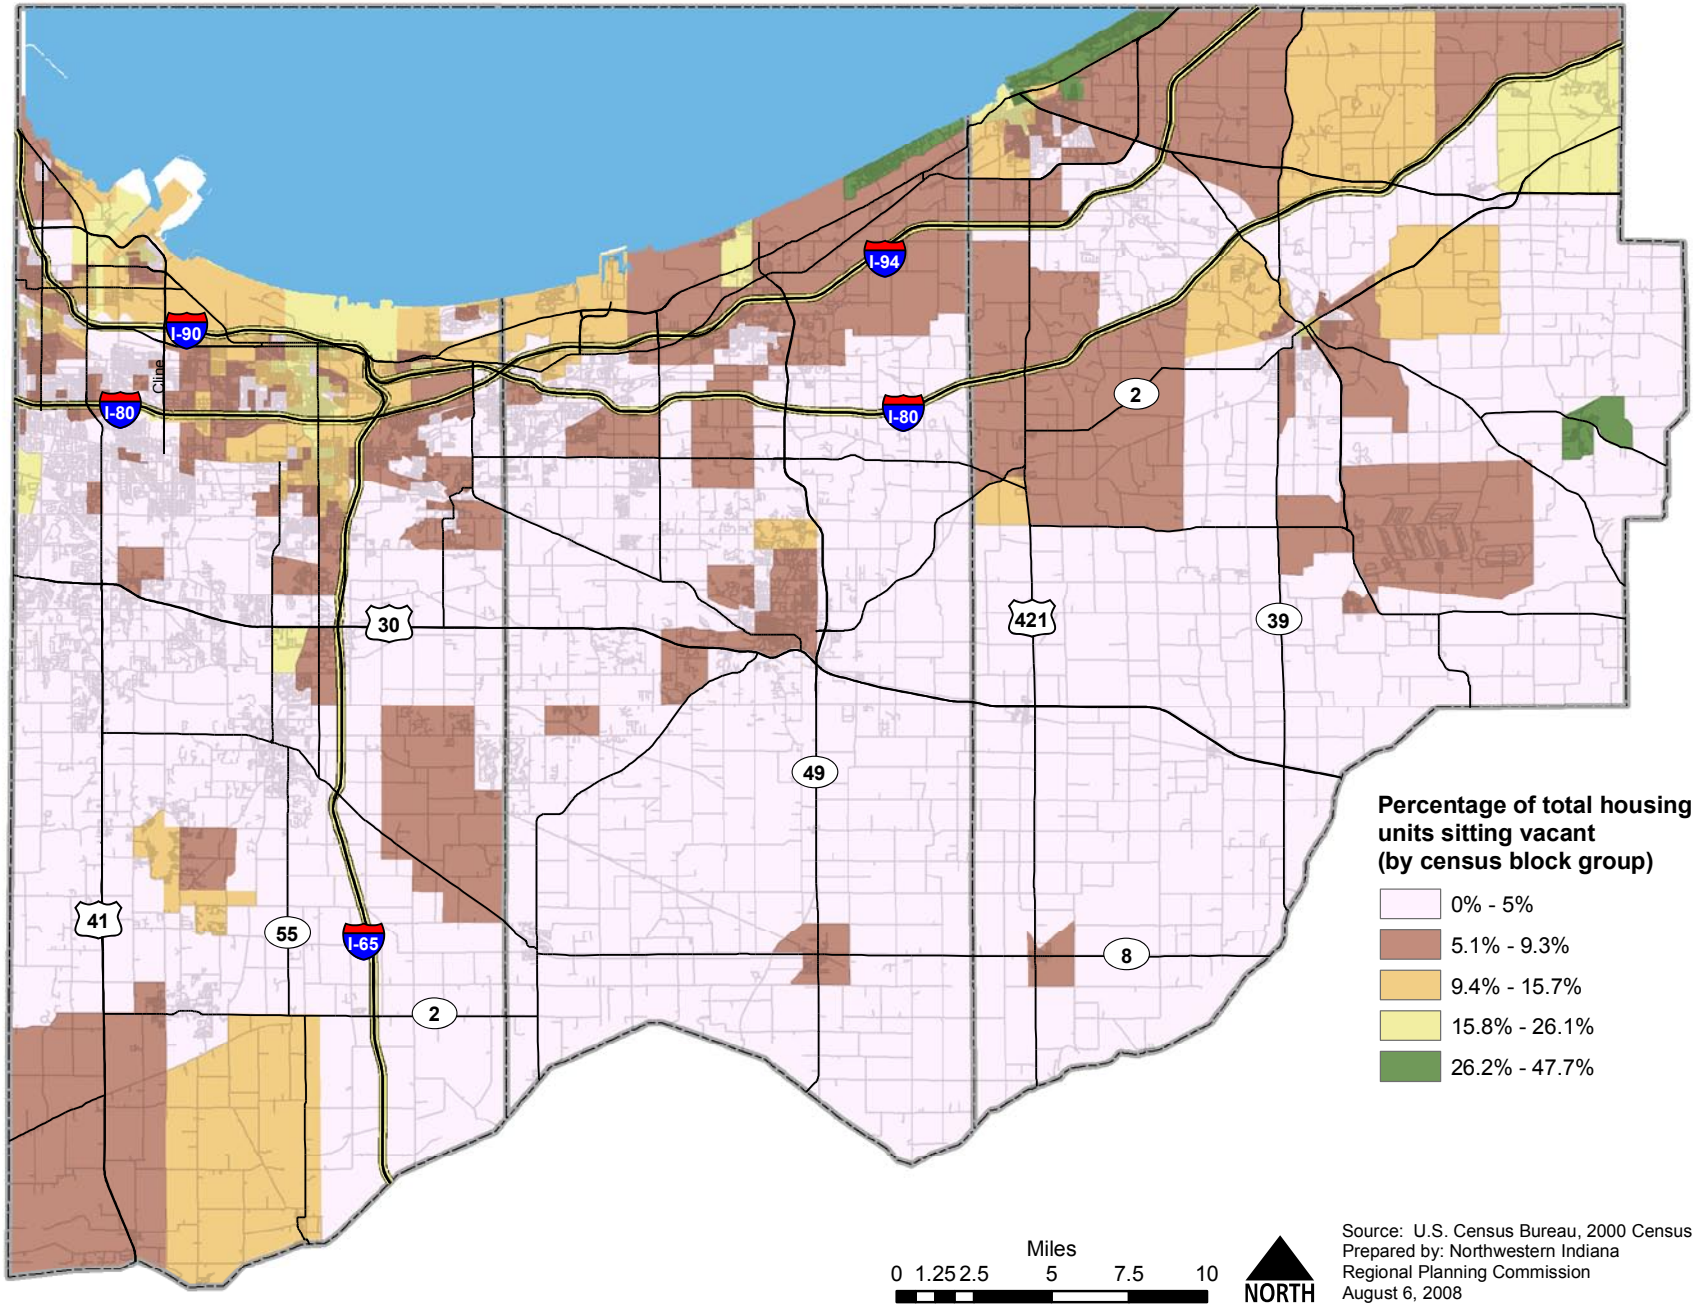 I-94
I-90
Cline
I-80
I-80
2
30
421
39
49
41
55
I-65
8
2
Percentage of total housing
units sitting vacant
(by census block group)
0% - 5%
5.1% - 9.3%
9.4% - 15.7%
15.8% - 26.1%
26.2% - 47.7%
Miles
0 1.25 2.5 5 7.5 10
NORTH
Source: U.S. Census Bureau, 2000 Census
Prepared by: Northwestern Indiana
Regional Planning Commission
August 6, 2008